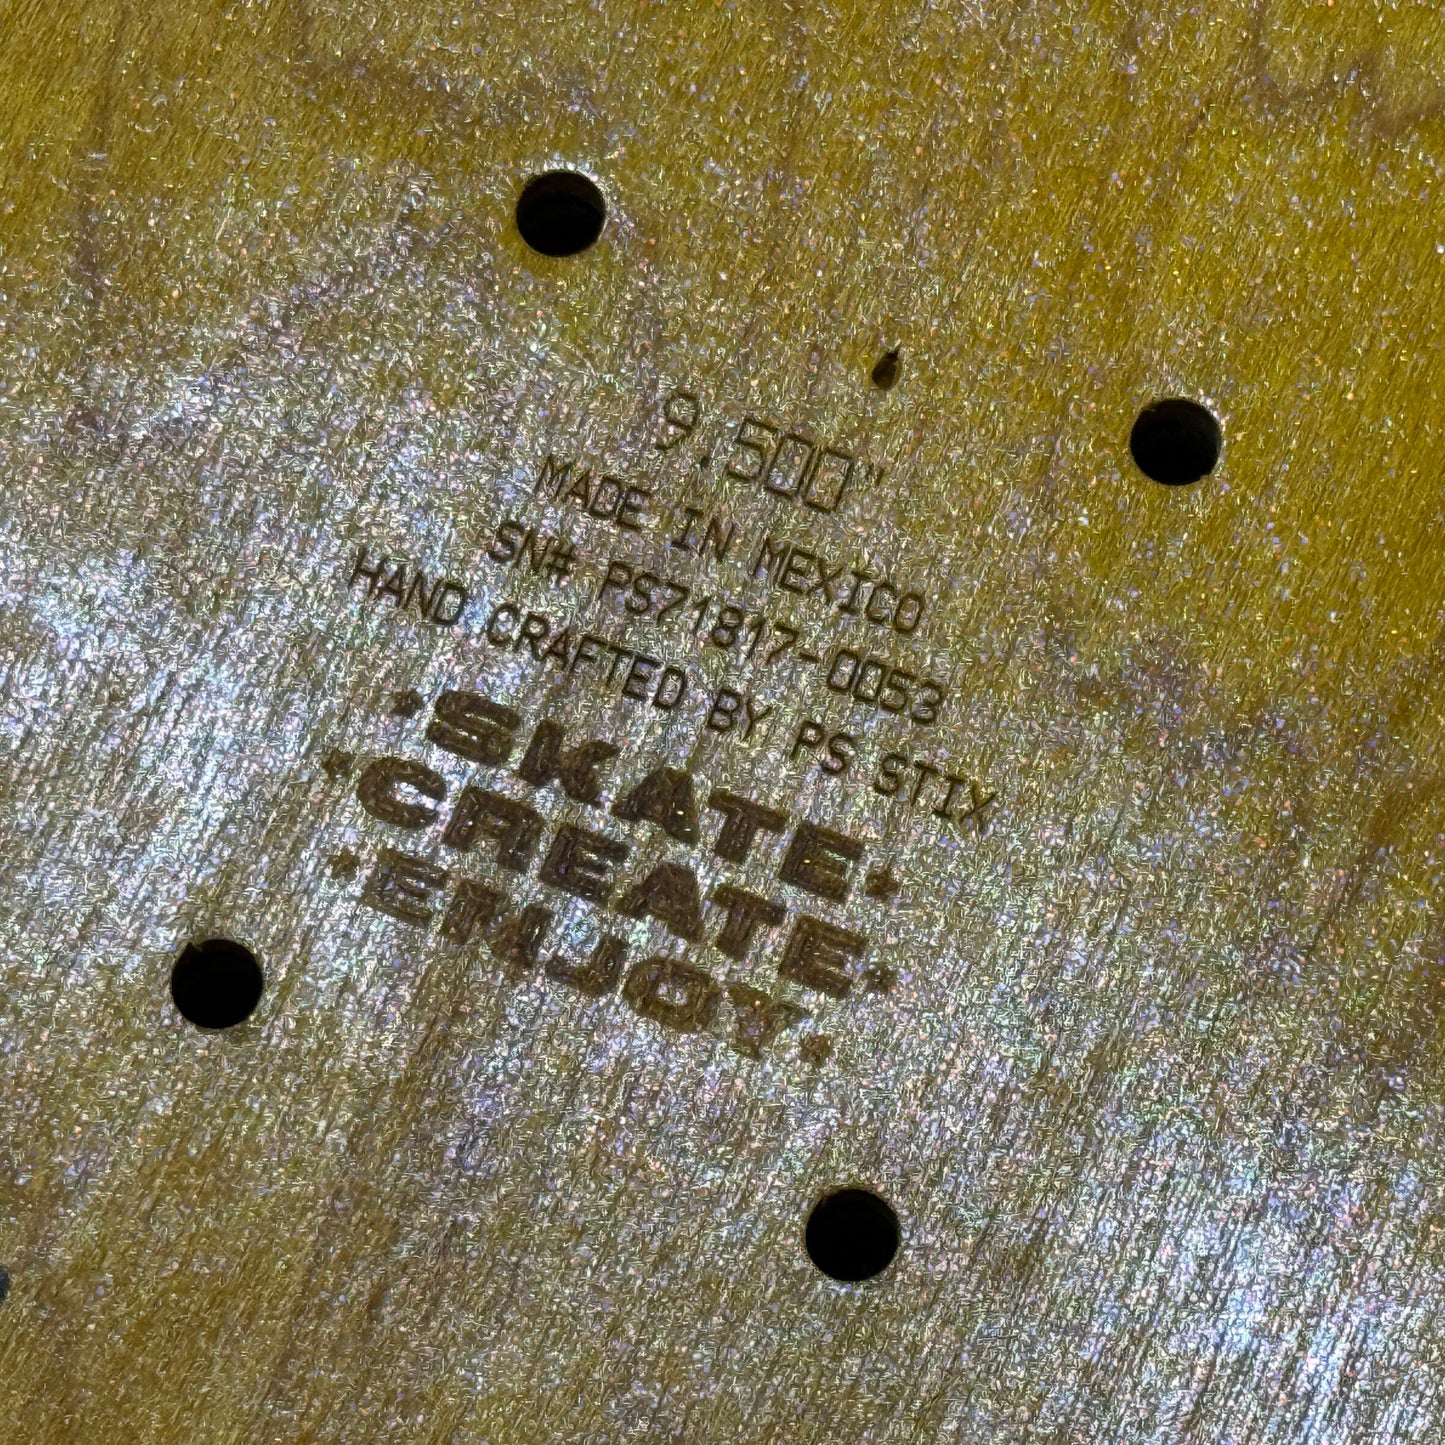 9.500"
MADE IN MEXICO
SN# PS71817-0053
HAND CRAFTED BY PS STIX
SKATE
CREATE
ENJOY